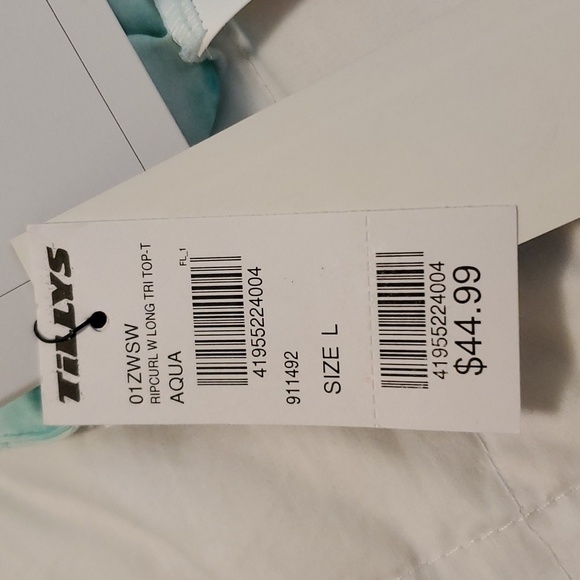 TILLYS
01ZWSW
RIPCURL W LONG TRI TOP-T
AQUA
FL_1
41955224004
911492
SIZE L
41955224004
$44.99